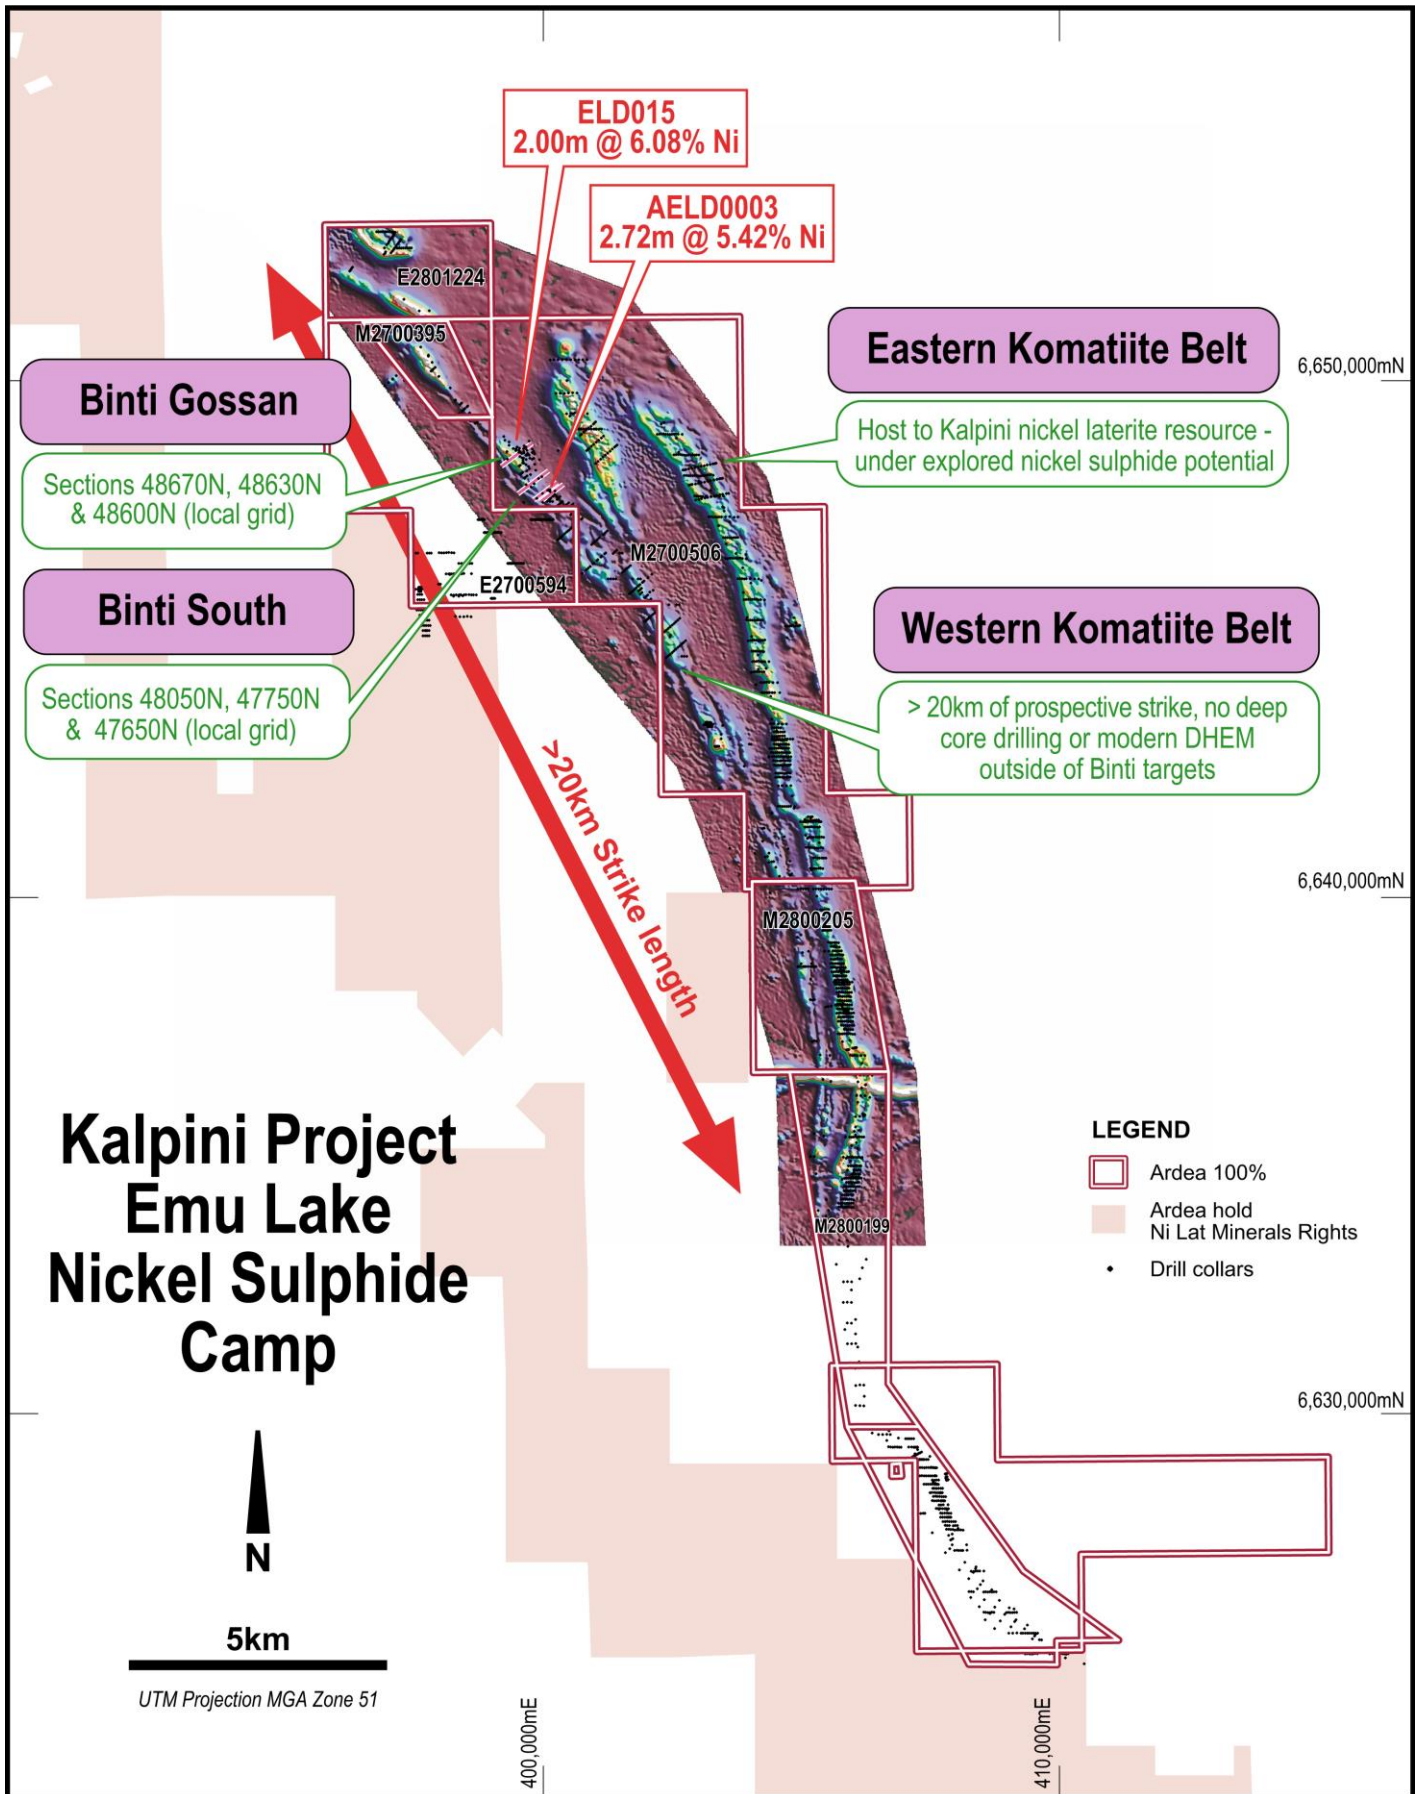 ELD015
2.00m @ 6.08% Ni
AELD0003
2.72m @ 5.42% Ni
E2801224
M2700395
Eastern Komatiite Belt
6,650,000mN
Host to Kalpini nickel laterite resource -
under explored nickel sulphide potential
Binti Gossan
Sections 48670N, 48630N
& 48600N (local grid)
M2700506
E2700594
Binti South
Sections 48050N, 47750N
& 47650N (local grid)
Western Komatiite Belt
> 20km of prospective strike, no deep
core drilling or modern DHEM
outside of Binti targets
>20km Strike length
6,640,000mN
M2800205
M2800199
Kalpini Project
Emu Lake
Nickel Sulphide
Camp
LEGEND
Ardea 100%
Ardea hold
Ni Lat Minerals Rights
Drill collars
6,630,000mN
N
5km
UTM Projection MGA Zone 51
400,000mE
410,000mE